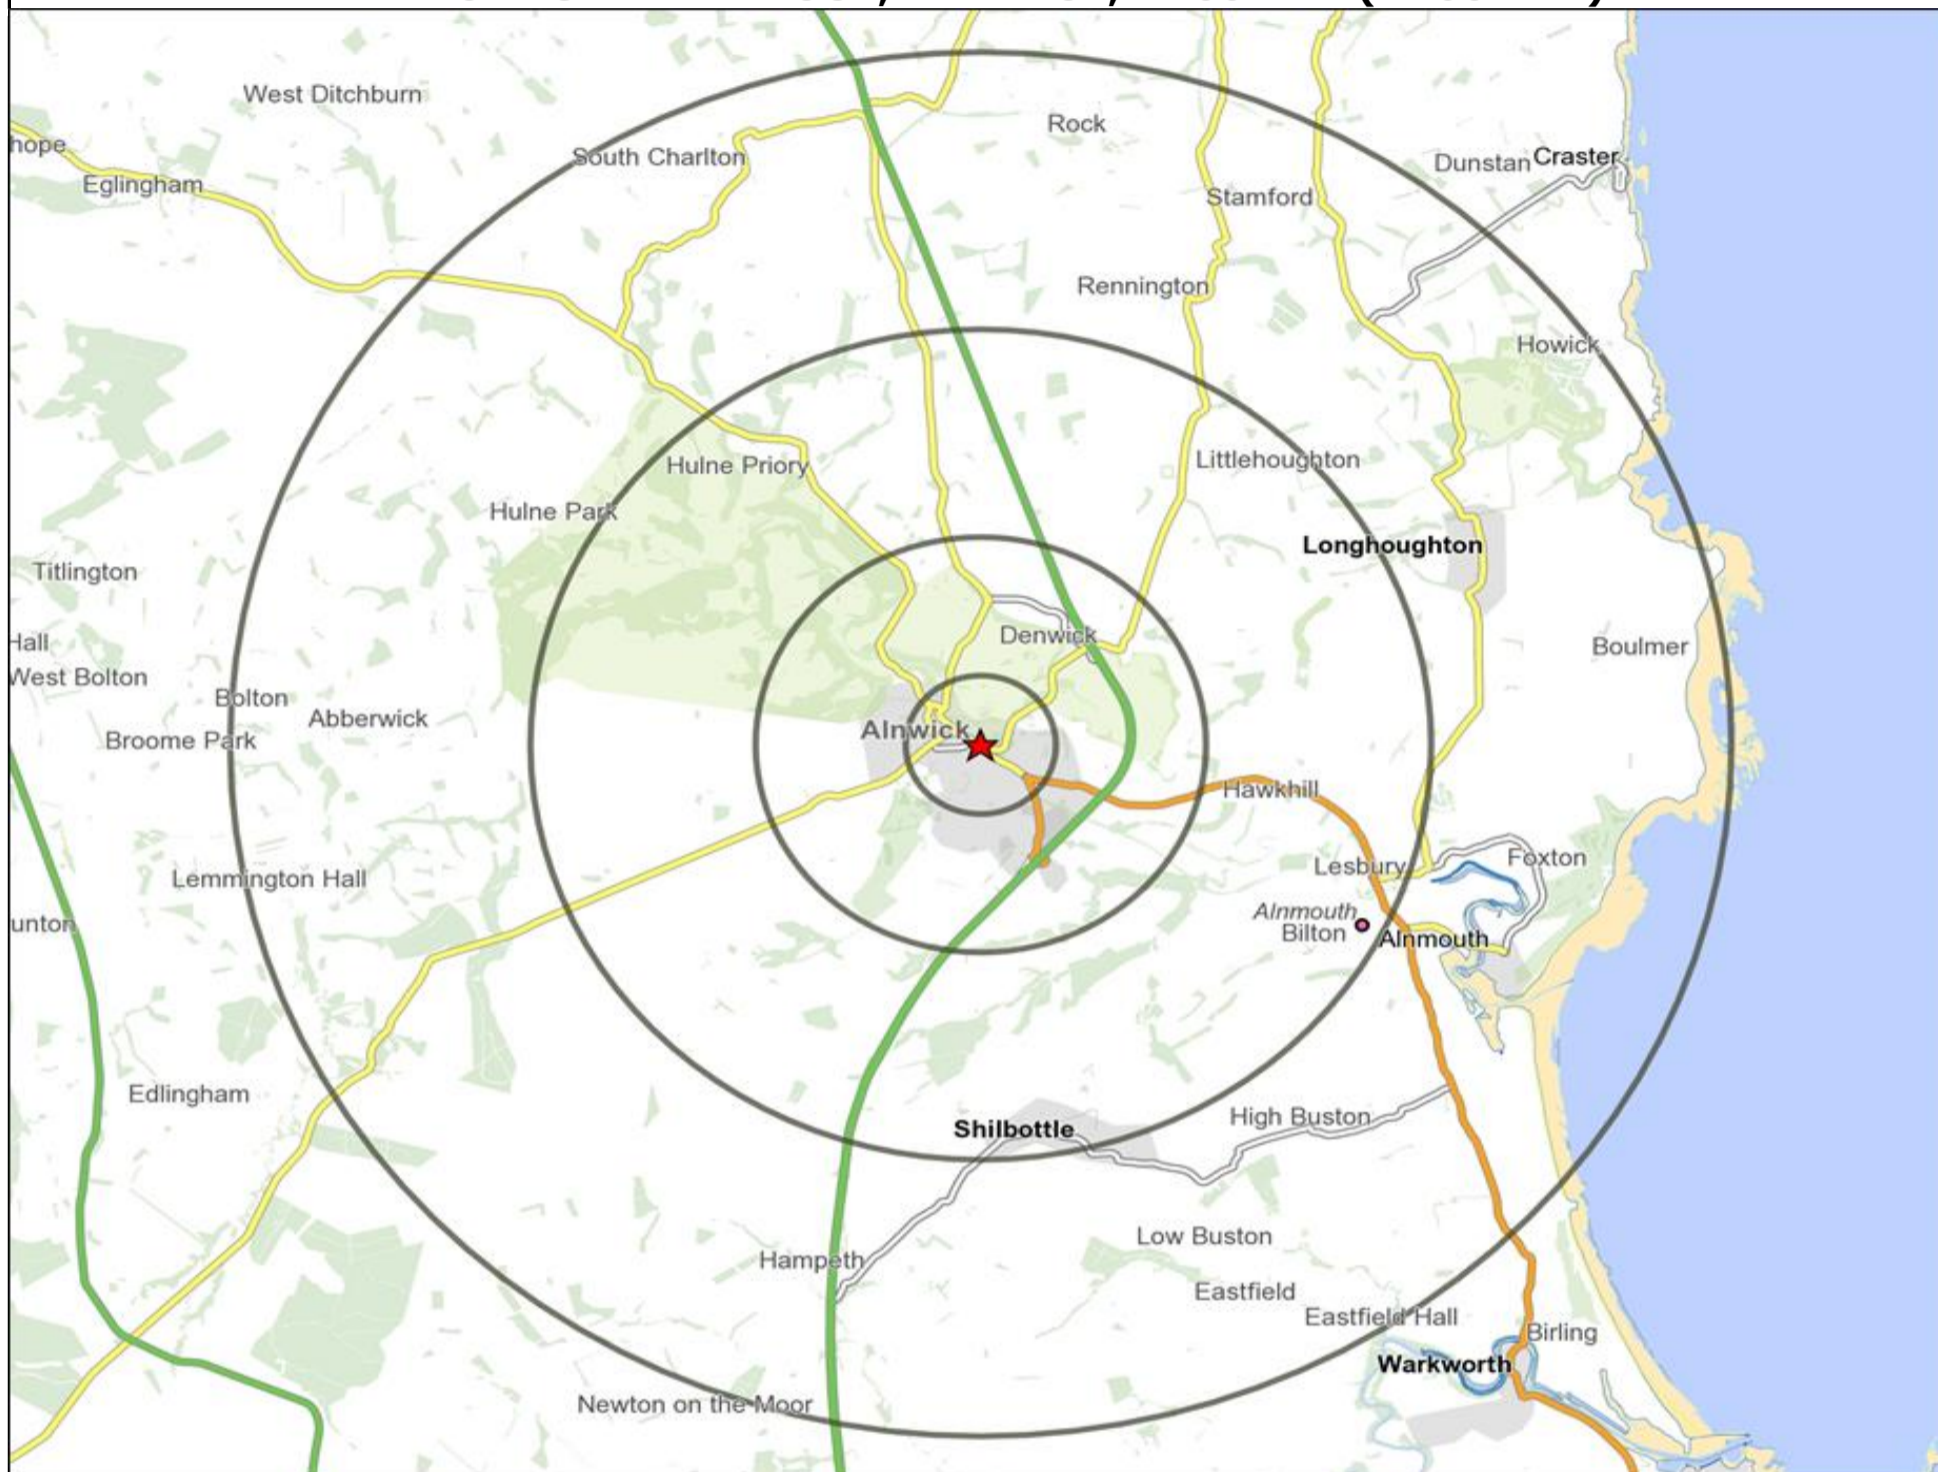 West Ditchburn
Rock
hope
South Charlton
Dunstan
Craster
Eglingham
Stamford
Rennington
Howick
Hulne Priory
Littlehoughton
Hulne Park
Longhoughton
Titlington
Denwick
Hall
Boulmer
West Bolton
Bolton
Abberwick
Alnwick
Broome Park
Hawkhill
Foxton
Lesbury
Lemmington Hall
Alnmouth
unton
Bilton
Alnmouth
Edlingham
High Buston
Shilbottle
Low Buston
Hampeth
Eastfield
Eastfield Hall
Birling
Warkworth
Newton on the Moor